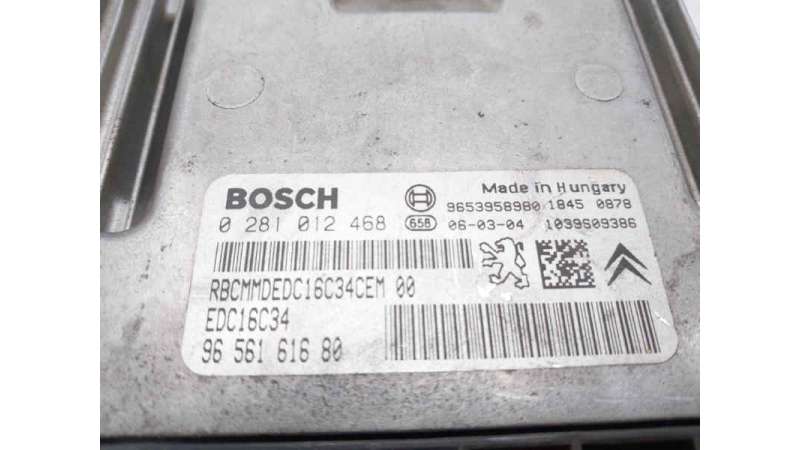 BOSCH
Made in Hungary
9653958980 1845 0878
0 281 012 468 658 06-03-04 1039S09386
RBCMMDEDC16C34CEM 00
EDC16C34
96 561 616 80